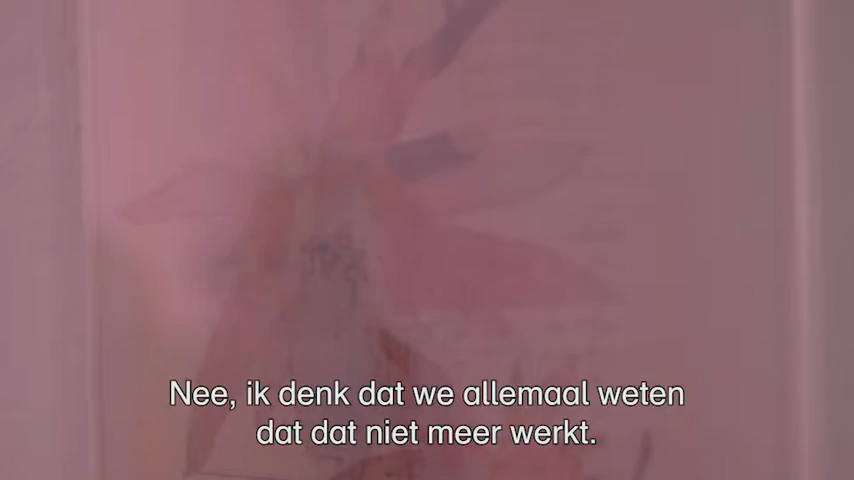 Nee, ik denk dat we allemaal weten
dat dat niet meer werkt.